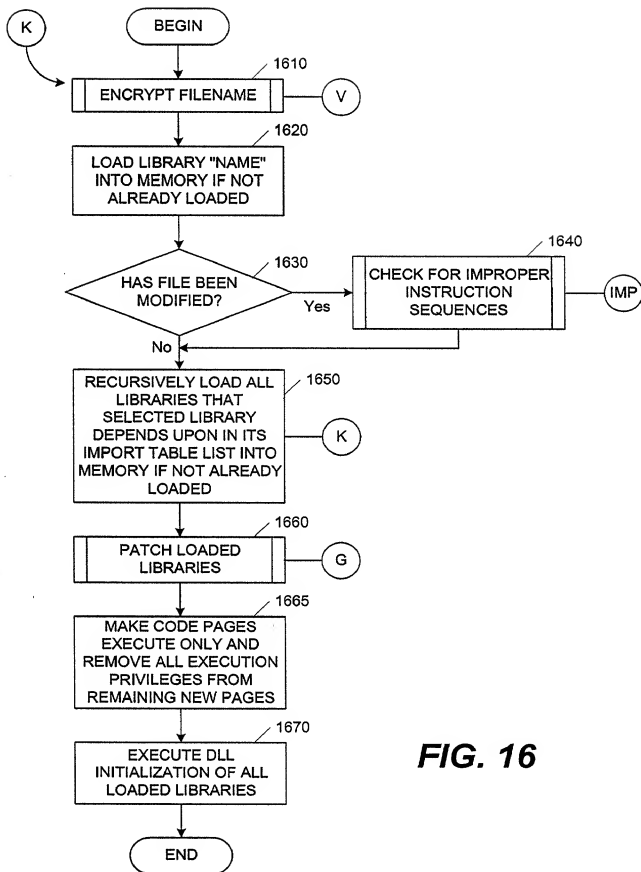 K
BEGIN
1610
ENCRYPT FILENAME
V
1620
LOAD LIBRARY "NAME"
INTO MEMORY IF NOT
ALREADY LOADED
1630
HAS FILE BEEN
MODIFIED?
Yes
No
1640
CHECK FOR IMPROPER
INSTRUCTION
SEQUENCES
IMP
1650
RECURSIVELY LOAD ALL
LIBRARIES THAT
SELECTED LIBRARY
DEPENDS UPON IN ITS
IMPORT TABLE LIST INTO
MEMORY IF NOT ALREADY
LOADED
K
1660
PATCH LOADED
LIBRARIES
G
1665
MAKE CODE PAGES
EXECUTE ONLY AND
REMOVE ALL EXECUTION
PRIVILEGES FROM
REMAINING NEW PAGES
1670
EXECUTE DLL
INITIALIZATION OF ALL
LOADED LIBRARIES
END
FIG. 16